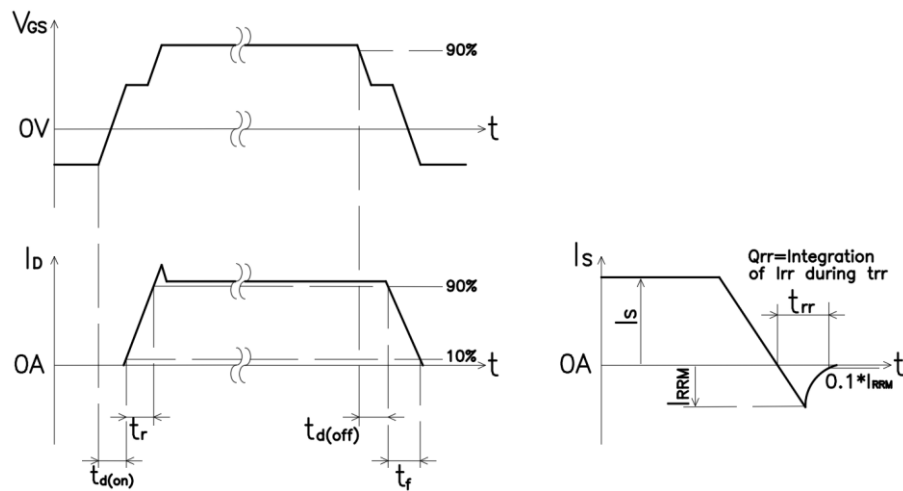 VGS
90%
0V
t
ID
90%
10%
0A
t
tr
td(off)
td(on)
tf
IS
Qrr=Integration
of Irr during trr
trr
IS
0A
t
IRRM
0.1*IRRM